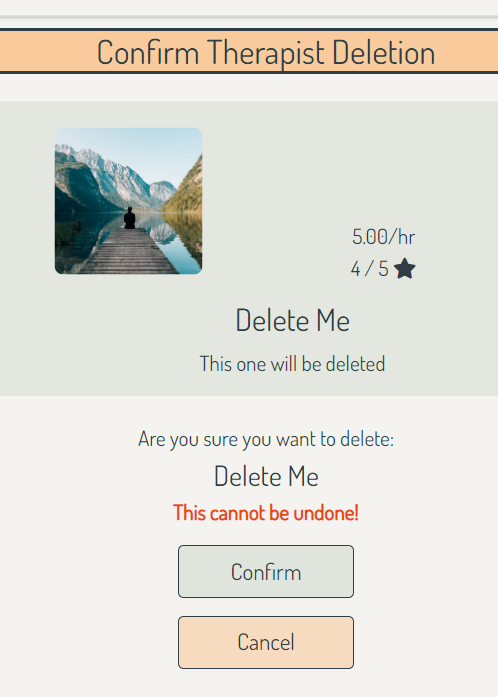 Confirm Therapist Deletion
5.00/hr
4 / 5
Delete Me
This one will be deleted
Are you sure you want to delete:
Delete Me
This cannot be undone!
Confirm
Cancel